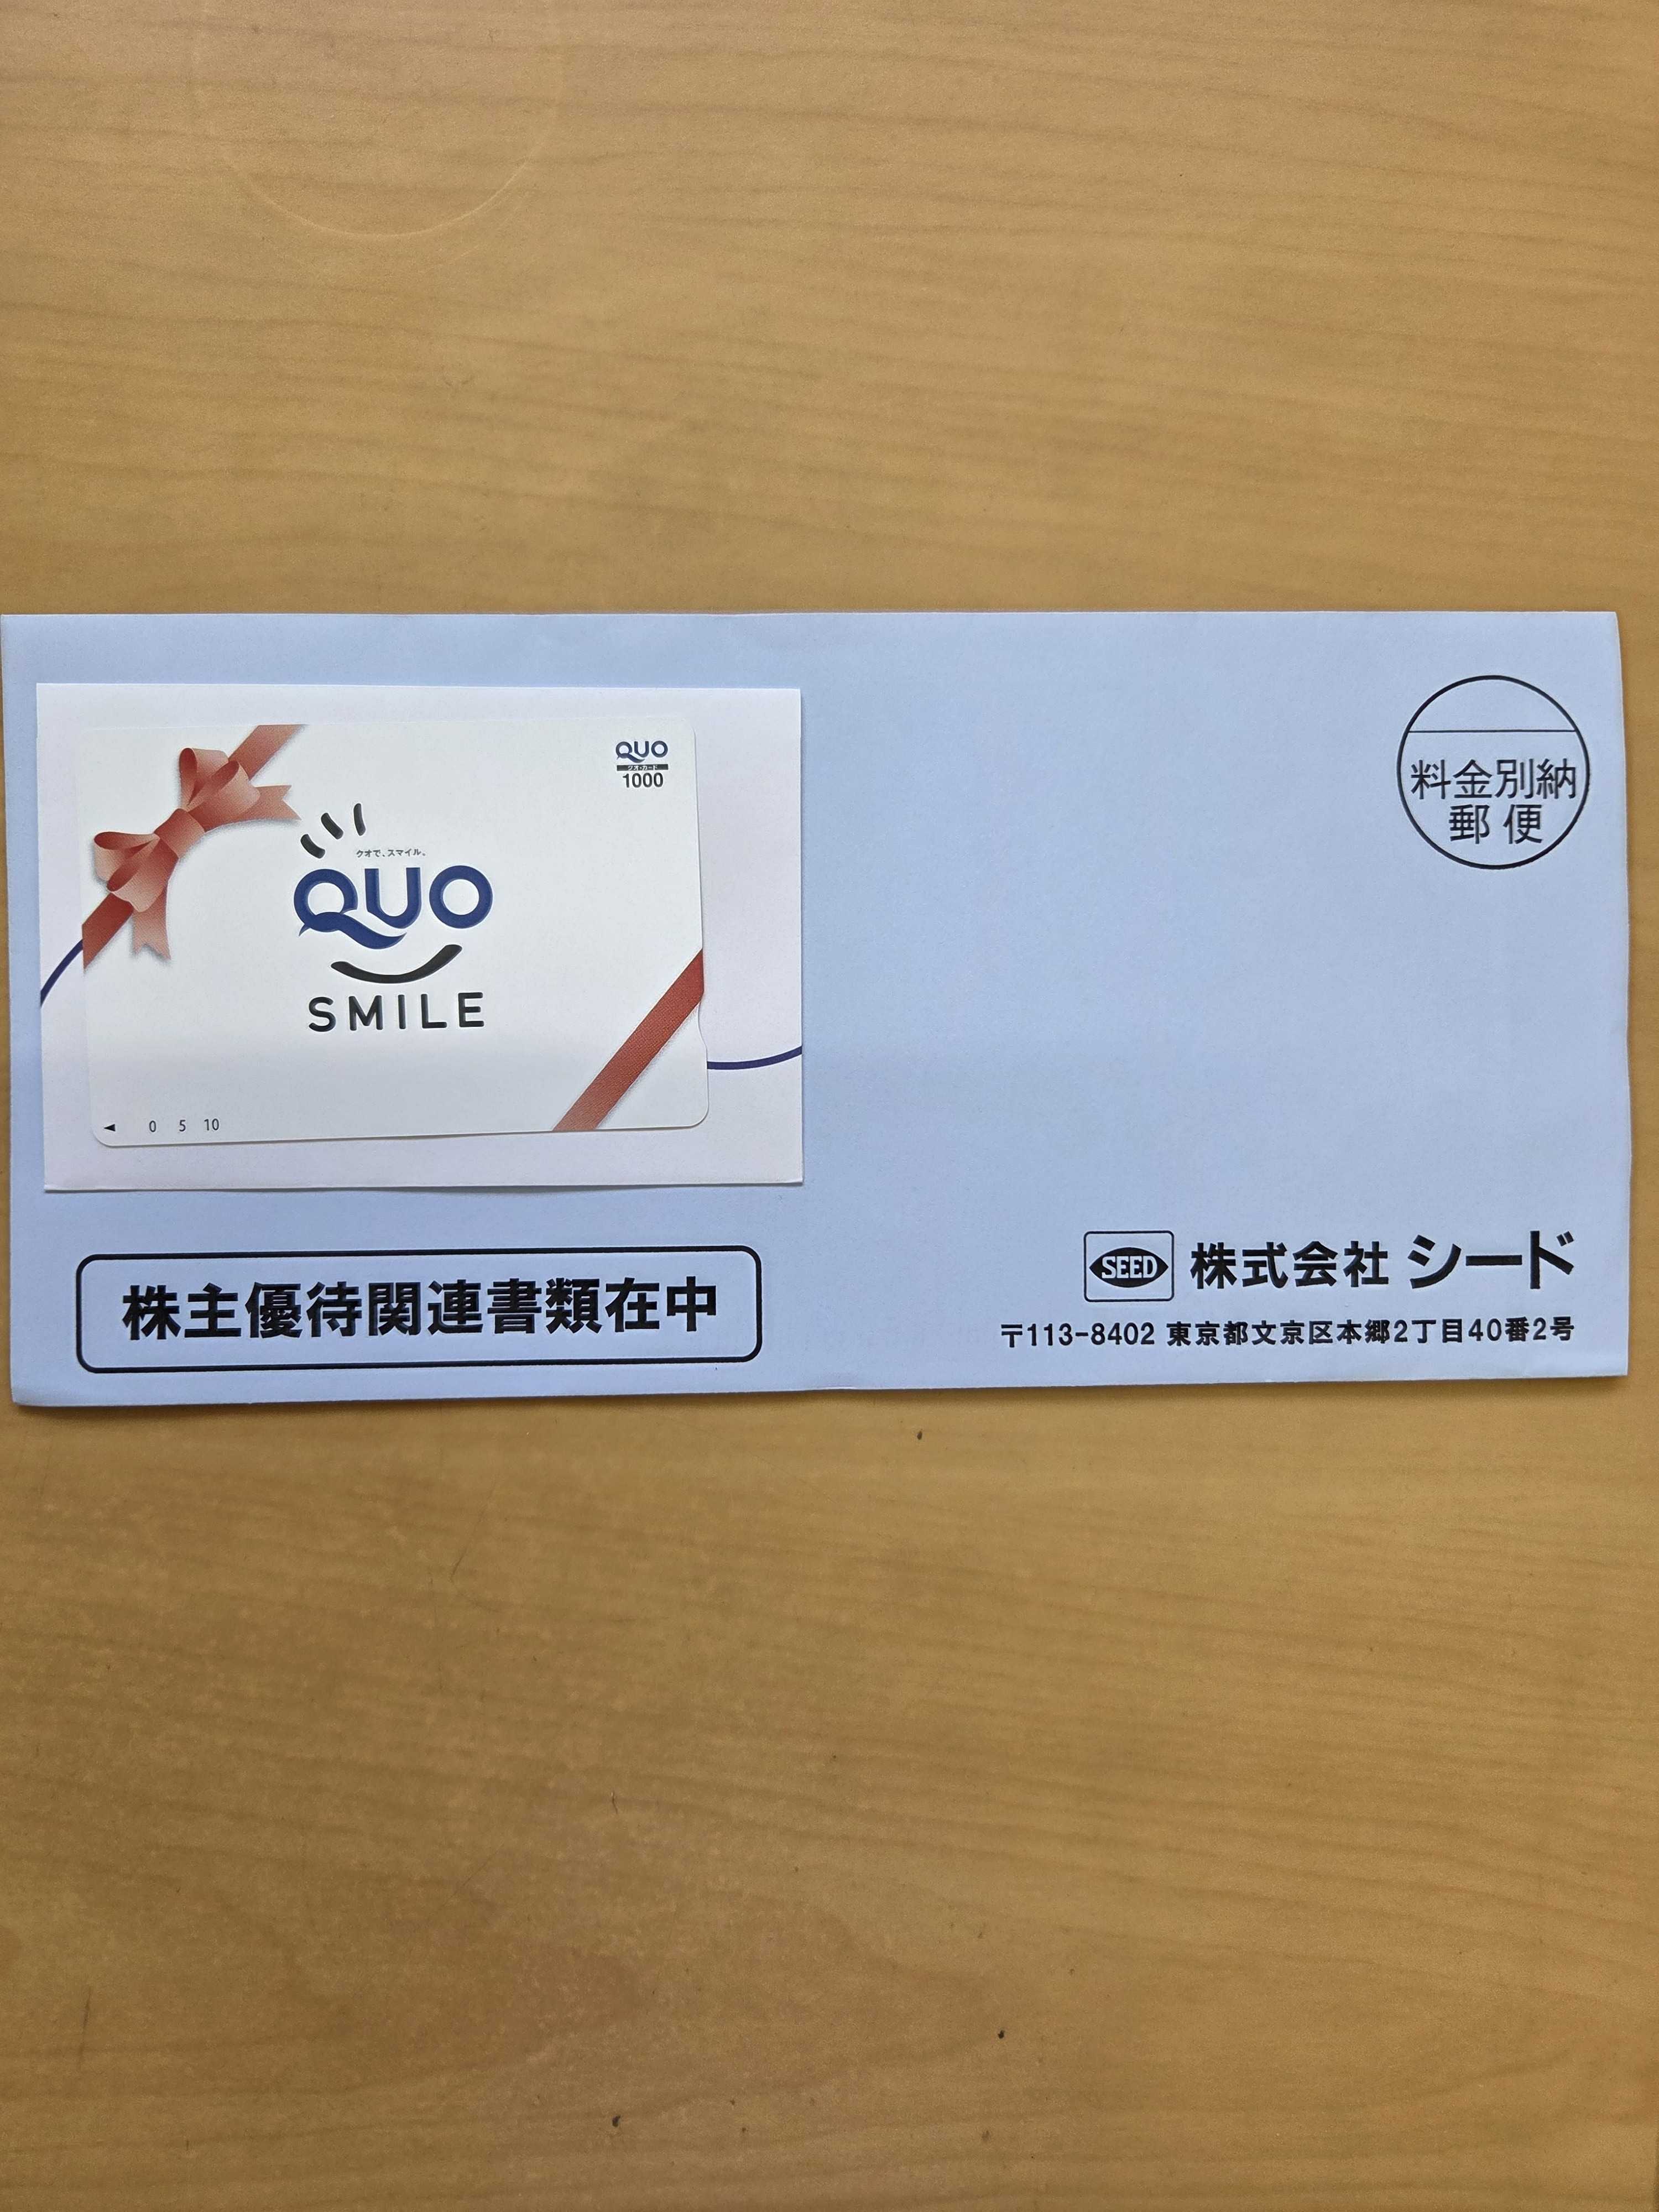 QUO
クオ・カード
1000
クオで、スマイル。
QUO
SMILE
◀ 0 5 10
料金別納
郵便
株主優待関連書類在中
SEED 株式会社 シード
〒113-8402 東京都文京区本郷2丁目40番2号